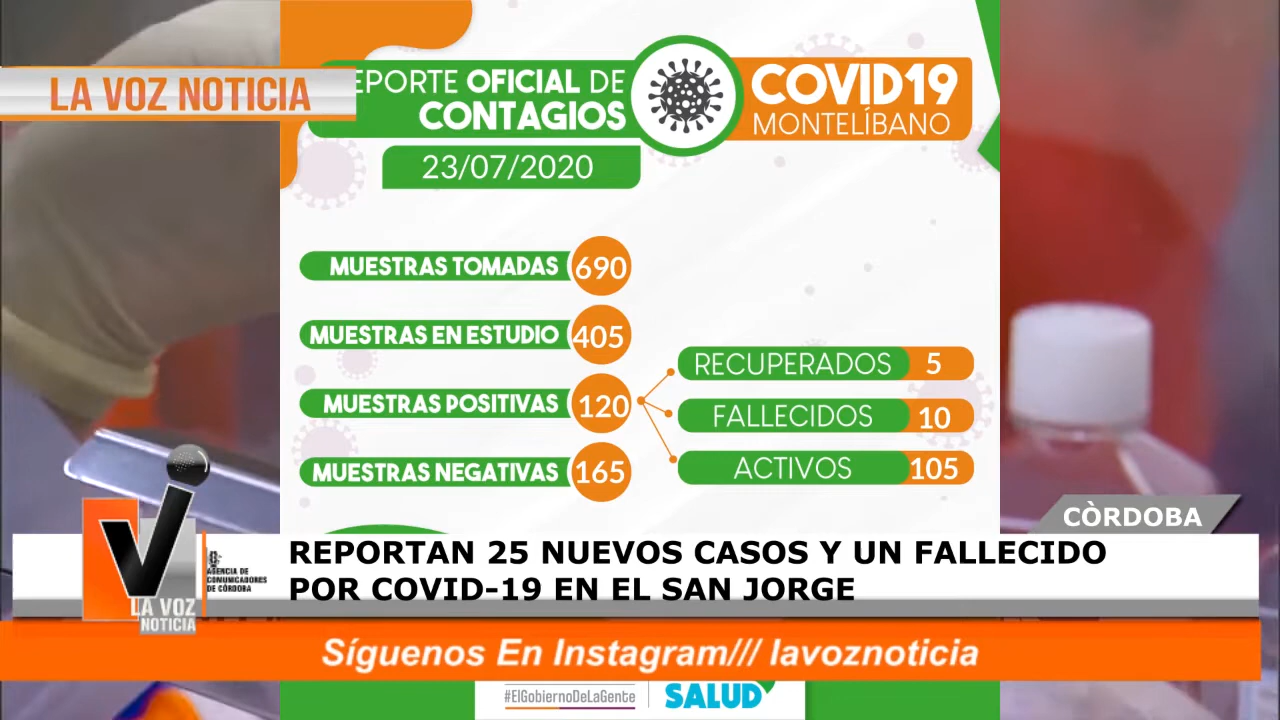 LA VOZ NOTICIA
EPORTE OFICIAL DE
CONTAGIOS
23/07/2020
COVID19
MONTELÍBANO
MUESTRAS TOMADAS 690
MUESTRAS EN ESTUDIO 405
MUESTRAS POSITIVAS 120
MUESTRAS NEGATIVAS 165
RECUPERADOS 5
FALLECIDOS 10
ACTIVOS 105
CÒRDOBA
REPORTAN 25 NUEVOS CASOS Y UN FALLECIDO
POR COVID-19 EN EL SAN JORGE
AGENCIA DE
COMUNICADORES
DE CÓRDOBA
V
LA VOZ
NOTICIA
Síguenos En Instagram/// lavoznoticia
#ElGobiernoDeLaGente
SALUD